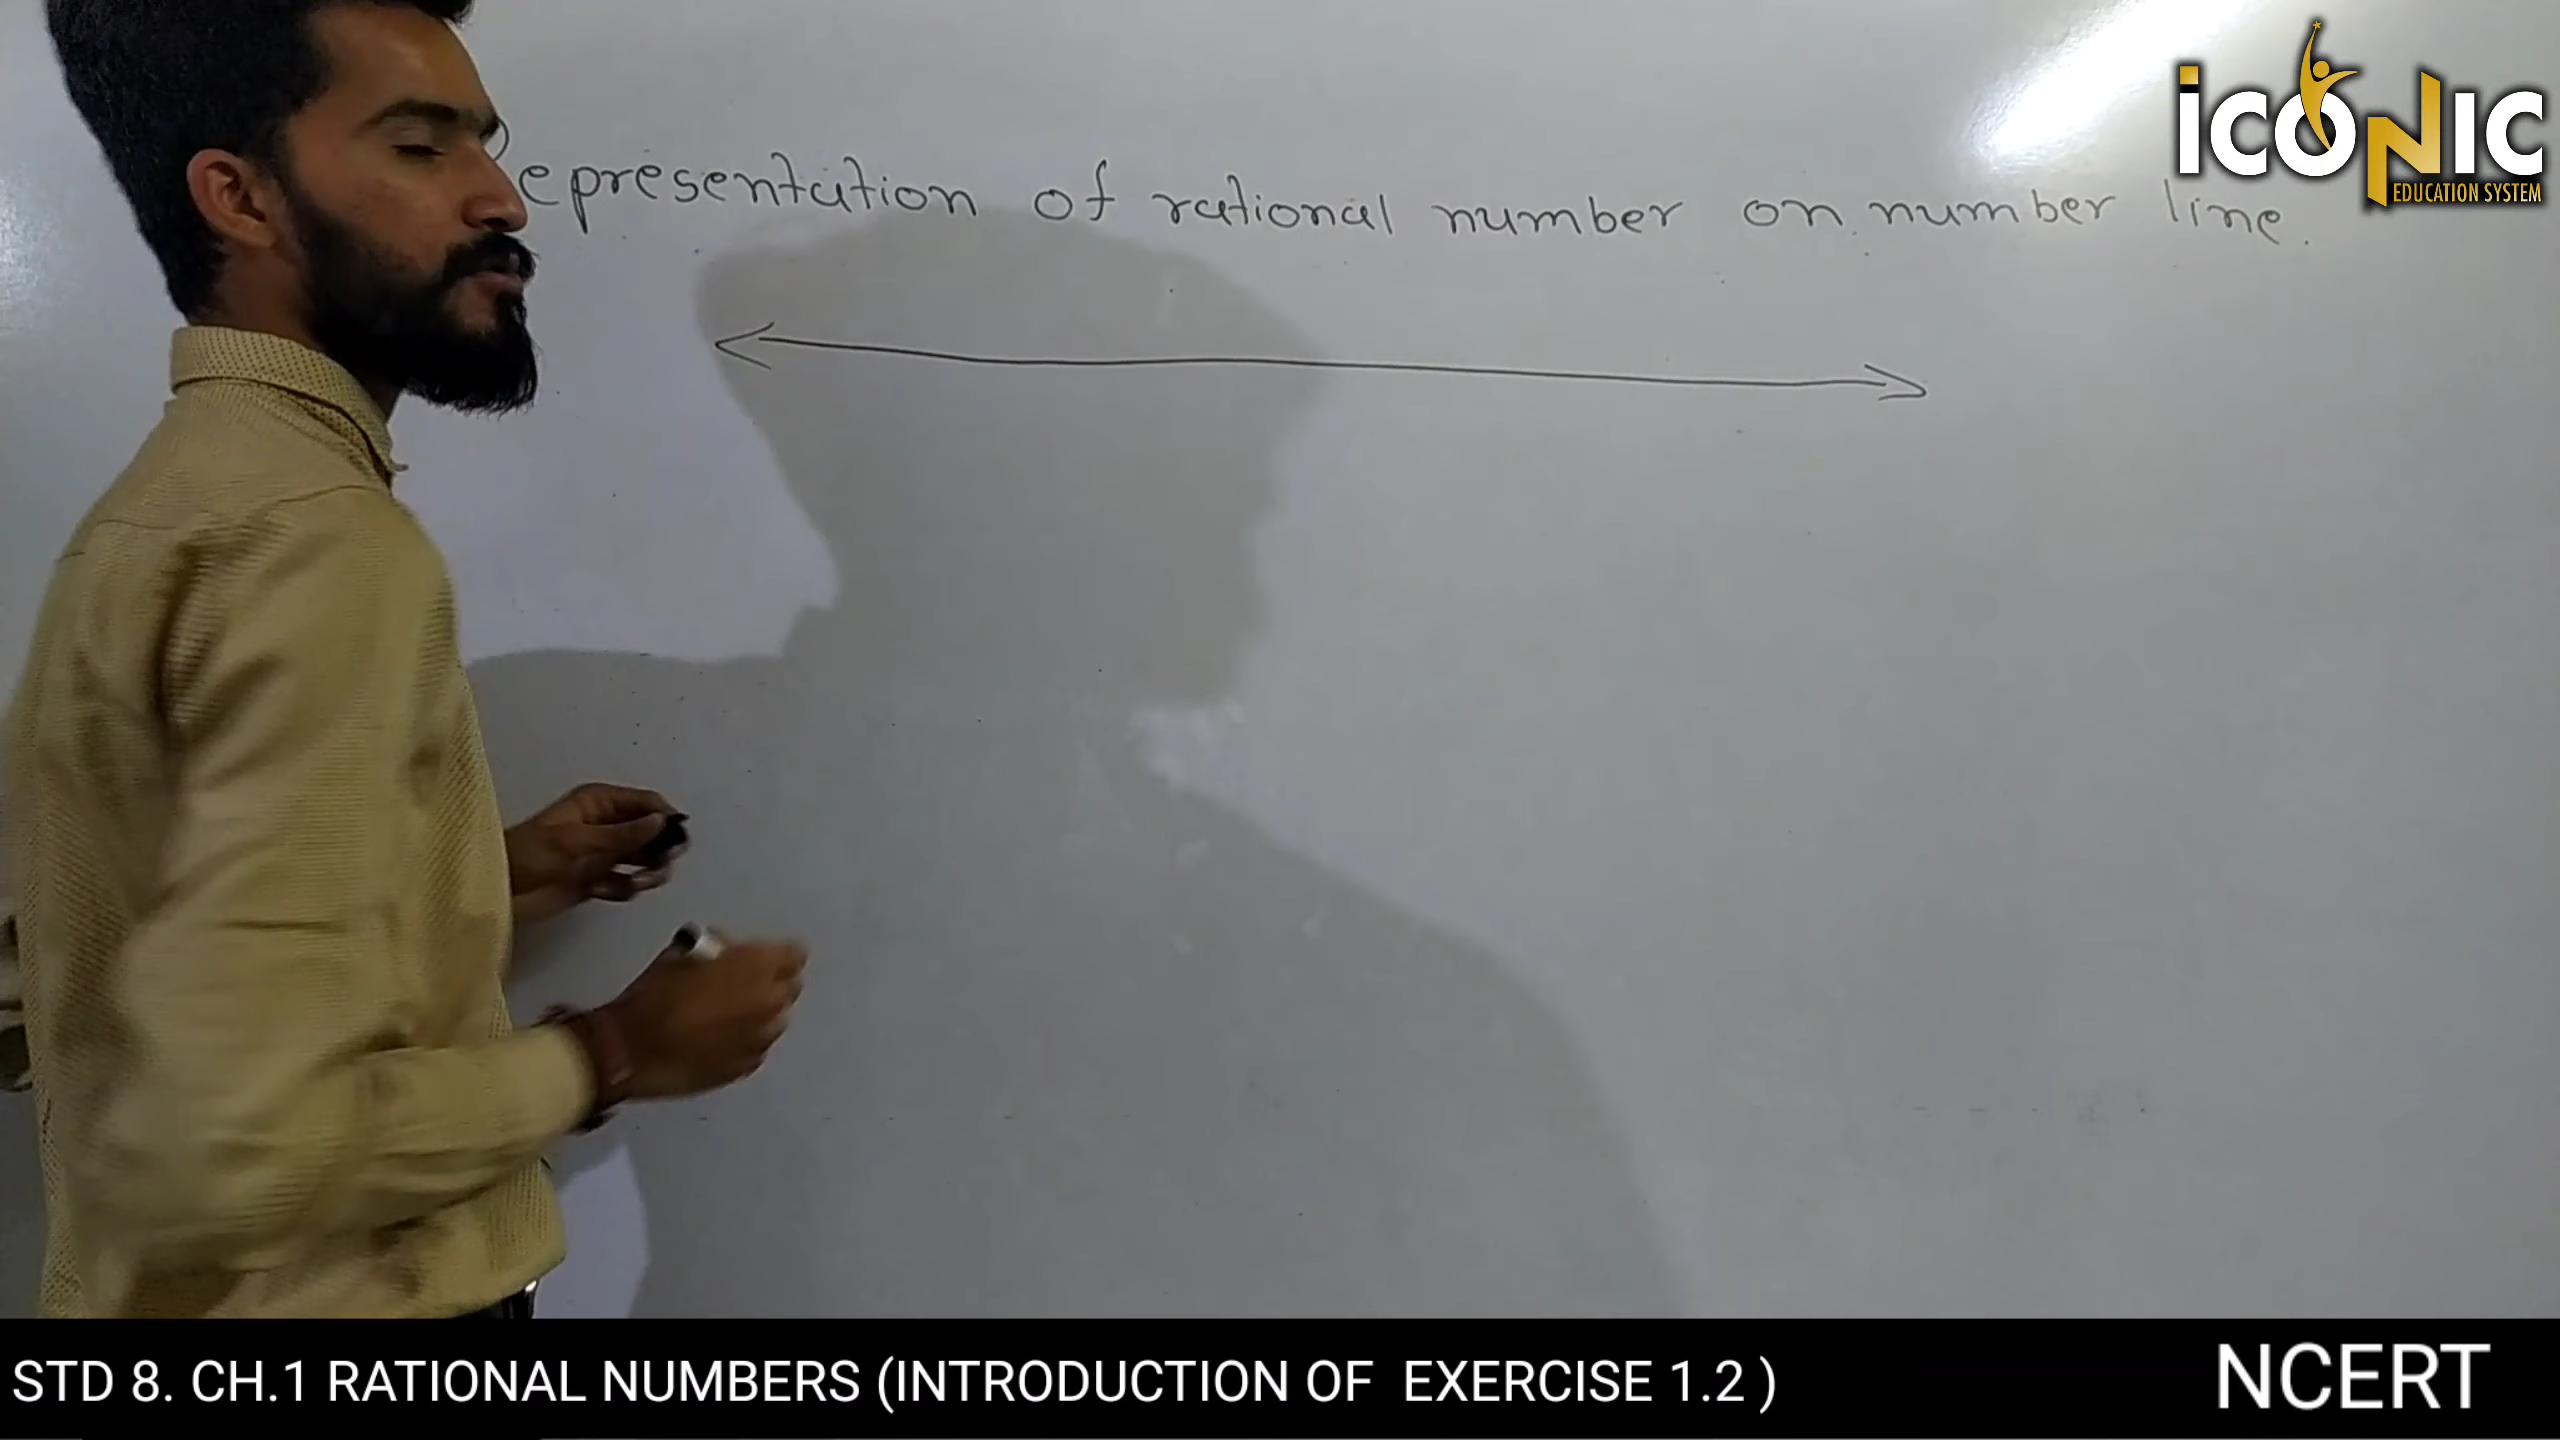 iCONIC
EDUCATION SYSTEM
Representation of rational number on number line.
STD 8. CH.1 RATIONAL NUMBERS (INTRODUCTION OF EXERCISE 1.2 )
NCERT